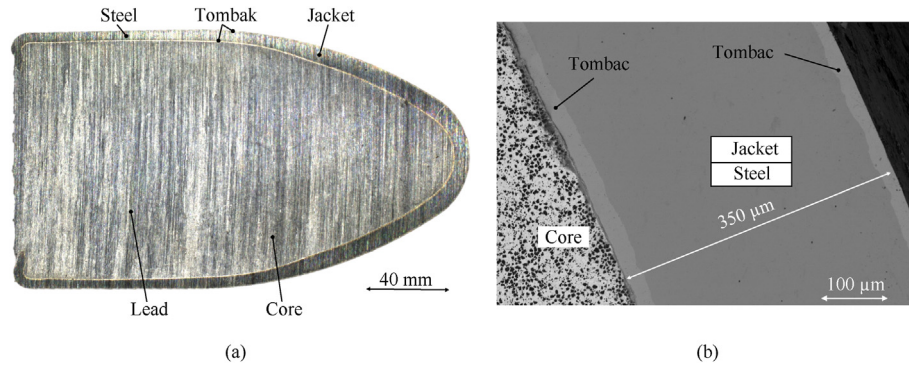 Steel
Tombak
Jacket
40 mm
Lead
Core
(a)
Tombac
Tombac
Jacket
Steel
350 µm
Core
100 µm
(b)